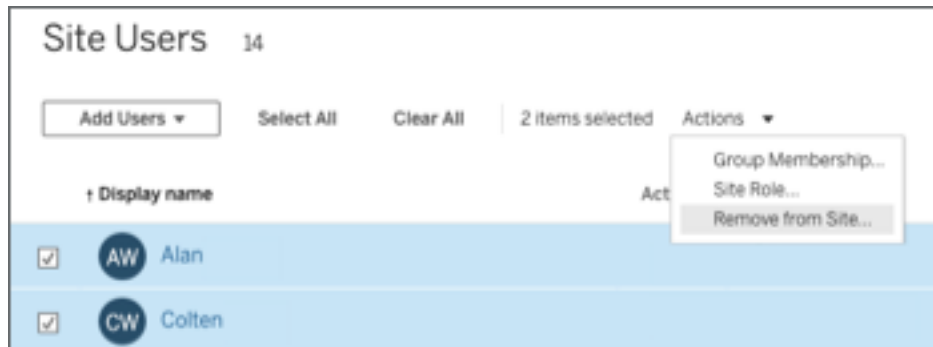 Site Users 14
Add Users ▾ Select All Clear All 2 items selected Actions ▾
Group Membership...
↑ Display name Act Site Role...
Remove from Site...
AW Alan
CW Colten